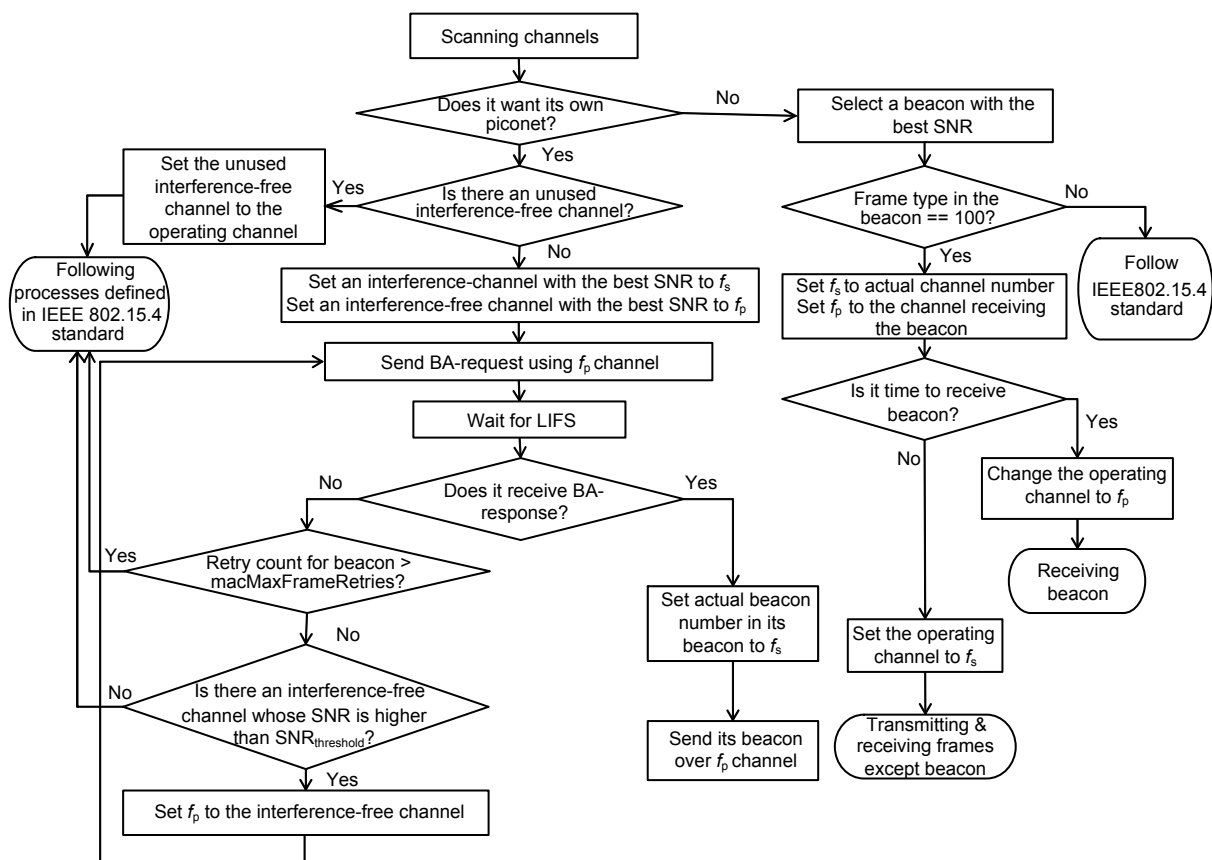 Scanning channels
Does it want its own
piconet?
No
Select a beacon with the
best SNR
Yes
Set the unused
interference-free
channel to the
operating channel
Yes
Is there an unused
interference-free channel?
Frame type in the
beacon == 100?
No
No
Yes
Following
processes defined
in IEEE 802.15.4
standard
Set an interference-channel with the best SNR to fs
Set an interference-free channel with the best SNR to fp
Set fs to actual channel number
Set fp to the channel receiving
the beacon
Follow
IEEE802.15.4
standard
Send BA-request using fp channel
Is it time to receive
beacon?
Wait for LIFS
Yes
No
No
Does it receive BA-
response?
Yes
Change the operating
channel to fp
Yes
Retry count for beacon >
macMaxFrameRetries?
Receiving
beacon
Set actual beacon
number in its
beacon to fs
Set the operating
channel to fs
No
No
Is there an interference-free
channel whose SNR is higher
than SNRthreshold?
Send its beacon
over fp channel
Transmitting &
receiving frames
except beacon
Yes
Set fp to the interference-free channel